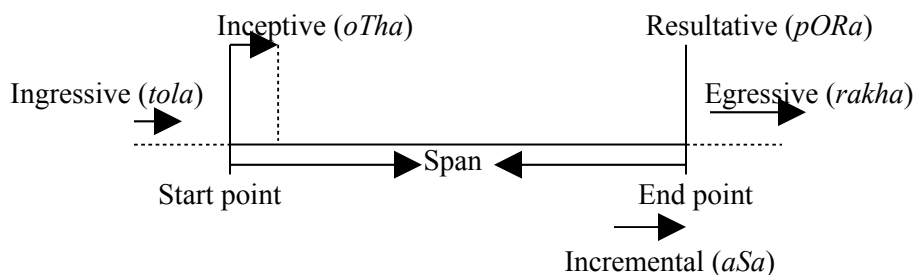 Inceptive (oTha) Resultative (pORa)
Ingressive (tola) Egressive (rakha)
Span
Start point End point
Incremental (aSa)